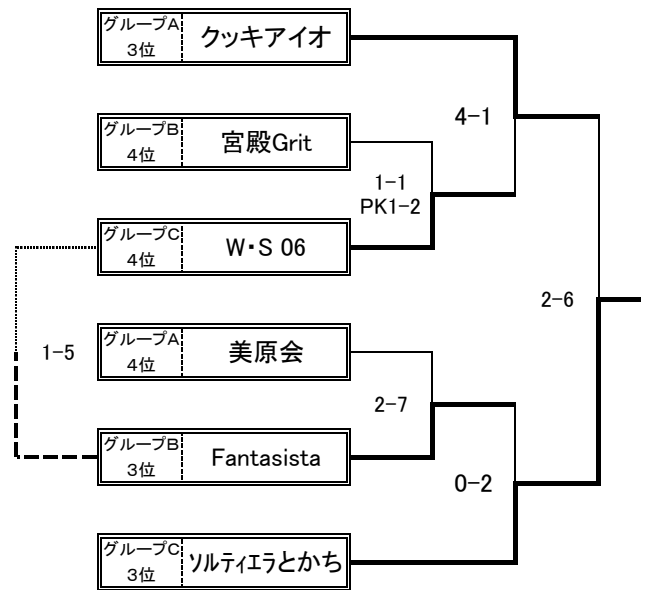 グループA
3位
クッキアイオ
4-1
グループB
4位
宮殿Grit
1-1
PK1-2
グループC
4位
W・S 06
2-6
1-5
グループA
4位
美原会
2-7
グループB
3位
Fantasista
0-2
グループC
3位
ソルティエラとかち